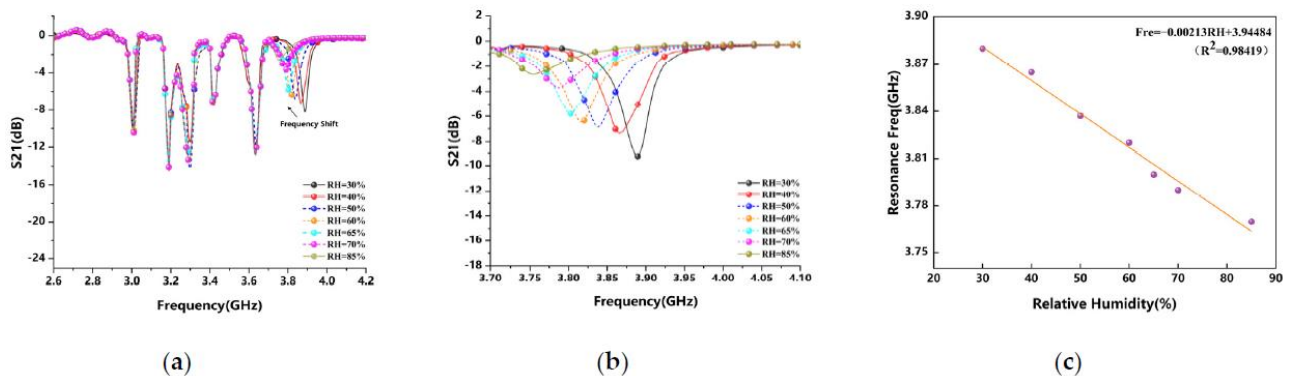 0
-4
-8
-12
-16
-20
-24
S21(dB)
Frequency Shift
RH=30%
RH=40%
RH=50%
RH=60%
RH=65%
RH=70%
RH=85%
2.6 2.8 3.0 3.2 3.4 3.6 3.8 4.0 4.2
Frequency(GHz)
(a)
2
0
-2
-4
-6
-8
-10
-12
-14
-16
-18
S21(dB)
RH=30%
RH=40%
RH=50%
RH=60%
RH=65%
RH=70%
RH=85%
3.70 3.75 3.80 3.85 3.90 3.95 4.00 4.05 4.10
Frequency(GHz)
(b)
3.90
3.87
3.84
3.81
3.78
3.75
Resonance Freq(GHz)
Fre=-0.00213RH+3.94484
(R²=0.98419)
20 30 40 50 60 70 80 90
Relative Humidity(%)
(c)